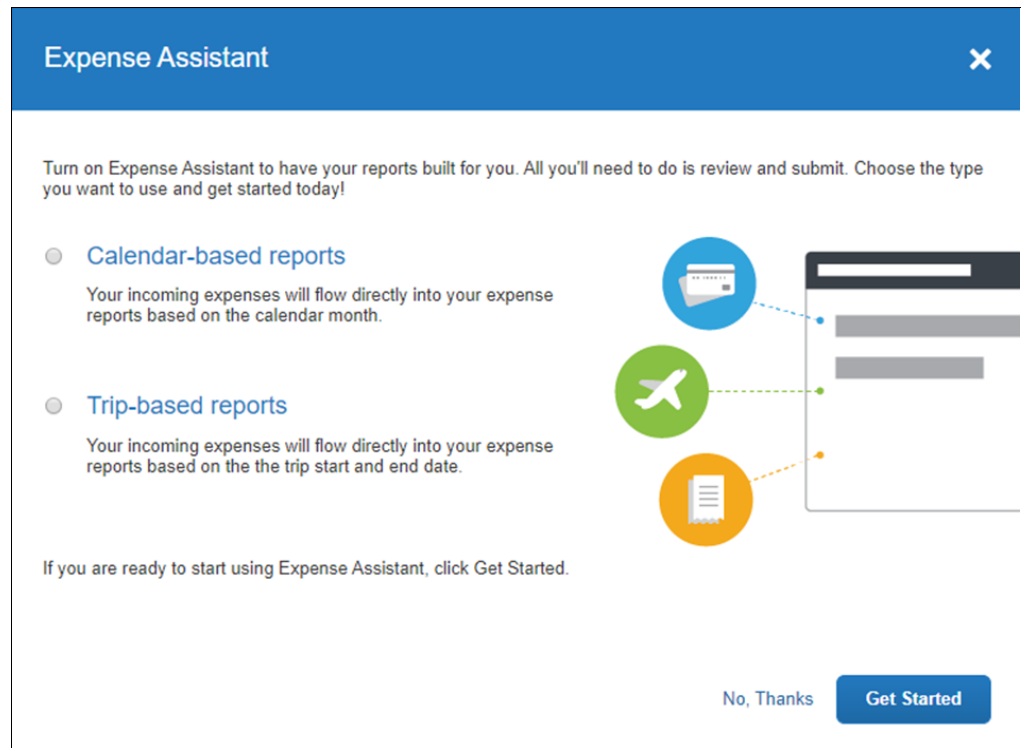 Expense Assistant
Turn on Expense Assistant to have your reports built for you. All you'll need to do is review and submit. Choose the type
you want to use and get started today!
Calendar-based reports
Your incoming expenses will flow directly into your expense
reports based on the calendar month.
Trip-based reports
Your incoming expenses will flow directly into your expense
reports based on the the trip start and end date.
If you are ready to start using Expense Assistant, click Get Started.
No, Thanks
Get Started